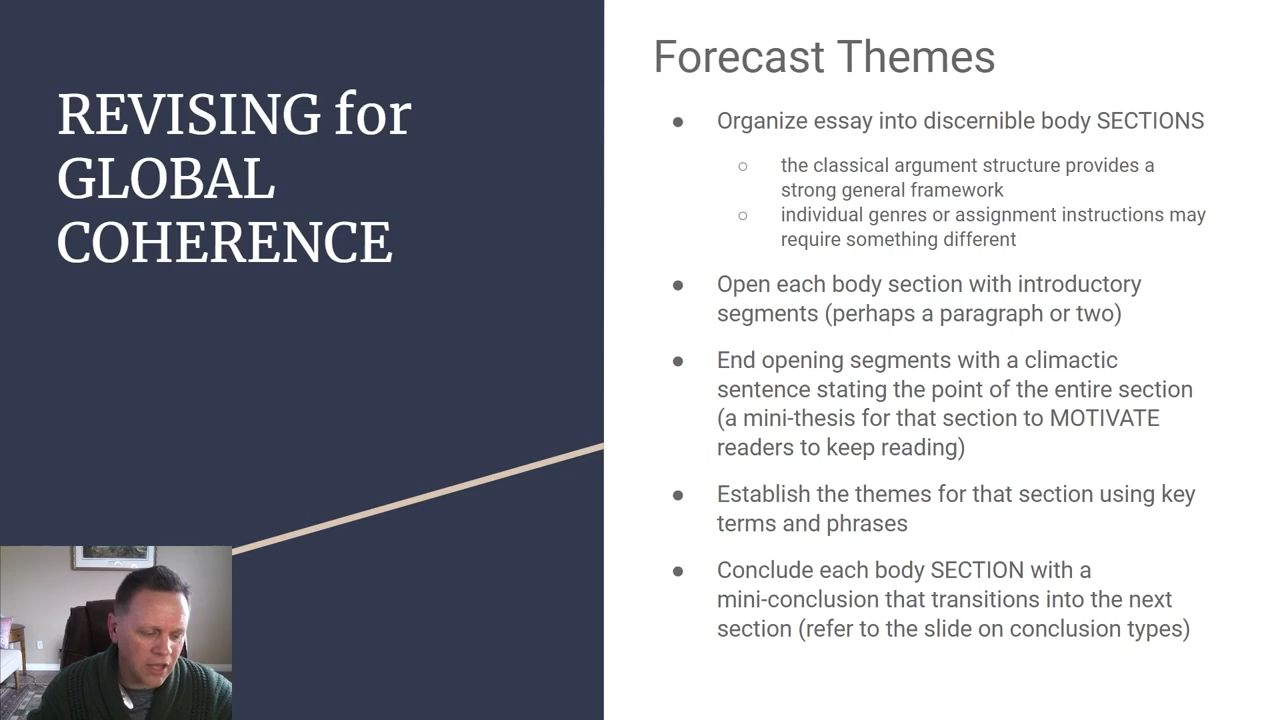 REVISING for
GLOBAL
COHERENCE
Forecast Themes
● Organize essay into discernible body SECTIONS
○ the classical argument structure provides a
strong general framework
○ individual genres or assignment instructions may
require something different
● Open each body section with introductory
segments (perhaps a paragraph or two)
● End opening segments with a climactic
sentence stating the point of the entire section
(a mini-thesis for that section to MOTIVATE
readers to keep reading)
● Establish the themes for that section using key
terms and phrases
● Conclude each body SECTION with a
mini-conclusion that transitions into the next
section (refer to the slide on conclusion types)